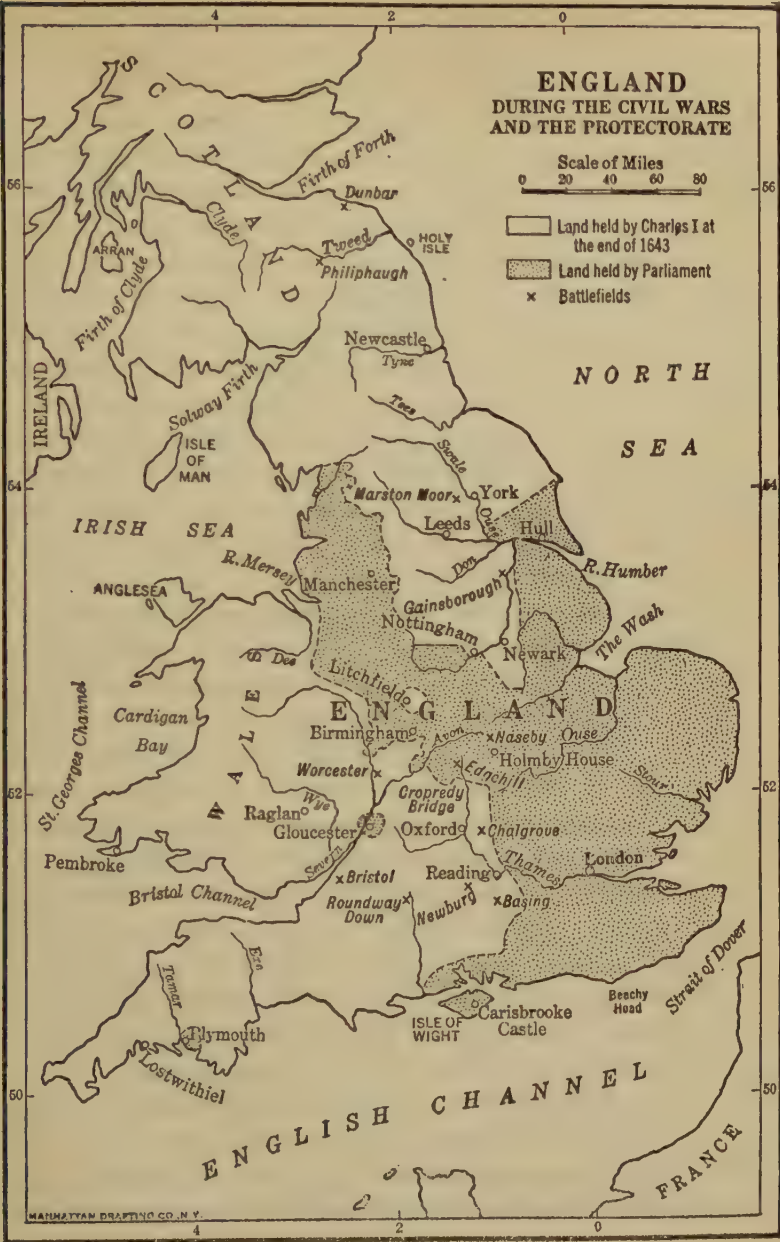 4
2
0
ENGLAND
DURING THE CIVIL WARS
AND THE PROTECTORATE
Scale of Miles
0 20 40 60 80
Land held by Charles I at
the end of 1643
Land held by Parliament
× Battlefields
SCOTLAND
56
56
Firth of Forth
Dunbar
Clyde
Tweed
HOLY
ISLE
ARRAN
Philiphaugh
Firth of Clyde
Newcastle
Tyne
NORTH
SEA
IRELAND
Solway Firth
Tees
ISLE
OF
MAN
Swale
54
54
Marston Moor
York
IRISH SEA
Leeds
Ouse
Hull
R. Mersey
Don
R. Humber
ANGLESEA
Manchester
Gainsborough
Nottingham
Newark
The Wash
Dee
Litchfield
WALES
ENGLAND
St. Georges Channel
Cardigan
Bay
Birmingham
Avon
Naseby
Ouse
Holmby House
Worcester
Edgehill
Stour
52
52
Cropredy
Bridge
Wye
Raglan
Gloucester
Oxford
Chalgrove
Pembroke
Severn
Reading
Thames
London
Bristol Channel
Bristol
Roundway
Down
Newburg
Basing
Exe
Tamar
Strait of Dover
Beechy
Head
ISLE OF
WIGHT
Carisbrooke
Castle
Plymouth
Lostwithiel
50
50
ENGLISH CHANNEL
FRANCE
MANHATTAN DRAFTING CO., N.Y.
4
2
0